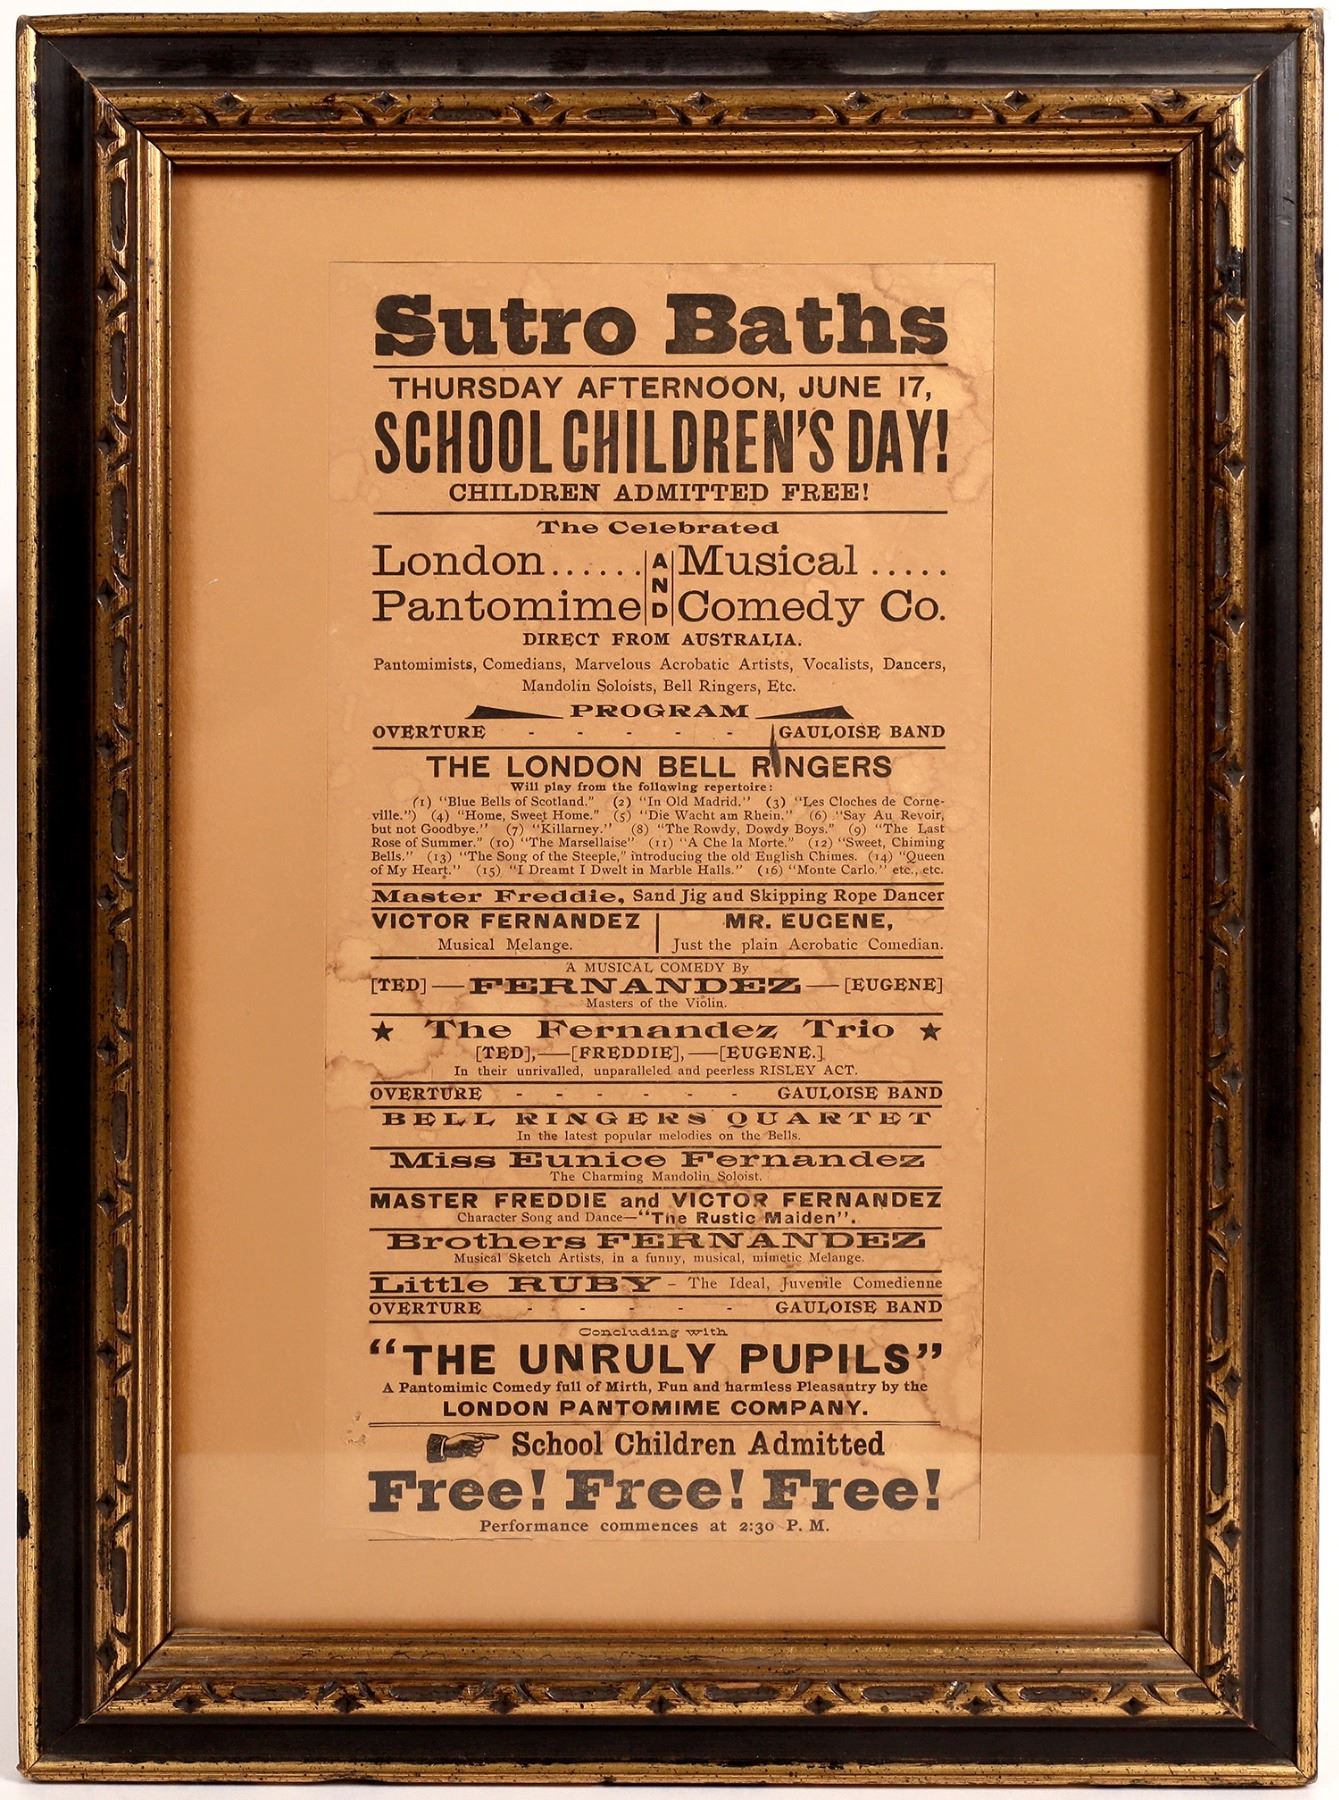 Sutro Baths
THURSDAY AFTERNOON, JUNE 17,
SCHOOL CHILDREN'S DAY!
CHILDREN ADMITTED FREE!
The Celebrated
London ...... AND Musical .....
Pantomime Comedy Co.
DIRECT FROM AUSTRALIA.
Pantomimists, Comedians, Marvelous Acrobatic Artists, Vocalists, Dancers,
Mandolin Soloists, Bell Ringers, Etc.
PROGRAM
OVERTURE - - - - - GAULOISE BAND
THE LONDON BELL RINGERS
Will play from the following repertoire:
(1) "Blue Bells of Scotland." (2) "In Old Madrid." (3) "Les Cloches de Corne-
ville.") (4) "Home, Sweet Home." (5) "Die Wacht am Rhein." (6) "Say Au Revoir,
but not Goodbye." (7) "Killarney." (8) "The Rowdy, Dowdy Boys." (9) "The Last
Rose of Summer." (10) "The Marsellaise" (11) "A Che la Morte." (12) "Sweet, Chiming
Bells." (13) "The Song of the Steeple," introducing the old English Chimes. (14) "Queen
of My Heart." (15) "I Dreamt I Dwelt in Marble Halls." (16) "Monte Carlo." etc., etc.
Master Freddie, Sand Jig and Skipping Rope Dancer
VICTOR FERNANDEZ MR. EUGENE,
Musical Melange. Just the plain Acrobatic Comedian.
A MUSICAL COMEDY By
[TED] — FERNANDEZ — [EUGENE]
Masters of the Violin.
★ The Fernandez Trio ★
[TED],—[FREDDIE],—[EUGENE.]
In their unrivalled, unparalleled and peerless RISLEY ACT.
OVERTURE - - - - - GAULOISE BAND
BELL RINGERS QUARTET
In the latest popular melodies on the Bells.
Miss Eunice Fernandez
The Charming Mandolin Soloist.
MASTER FREDDIE and VICTOR FERNANDEZ
Character Song and Dance—"The Rustic Maiden".
Brothers FERNANDEZ
Musical Sketch Artists, in a funny, musical, mimetic Melange.
Little RUBY - The Ideal, Juvenile Comedienne
OVERTURE - - - - GAULOISE BAND
Concluding with
"THE UNRULY PUPILS"
A Pantomimic Comedy full of Mirth, Fun and harmless Pleasantry by the
LONDON PANTOMIME COMPANY.
School Children Admitted
Free! Free! Free!
Performance commences at 2:30 P. M.